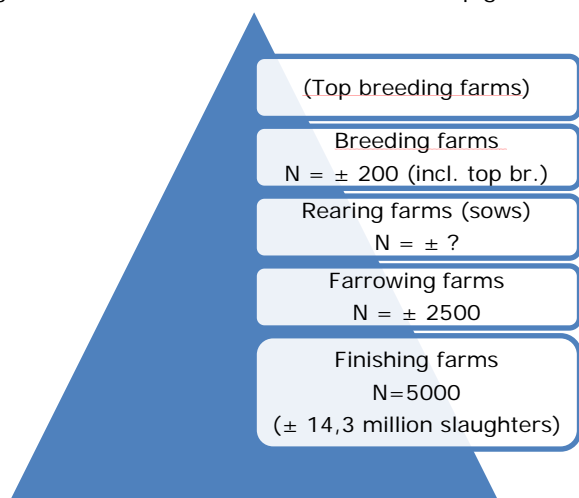 (Top breeding farms)
Breeding farms
N = ± 200 (incl. top br.)
Rearing farms (sows)
N = ± ?
Farrowing farms
N = ± 2500
Finishing farms
N=5000
(± 14,3 million slaughters)